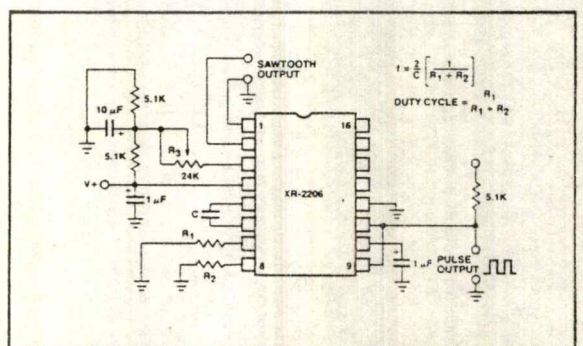 SAWTOOTH
OUTPUT
f = 2/C [ 1 / R1 + R2 ]
DUTY CYCLE = R1 / R1 + R2
5.1K
10 µF
+
5.1K
R3
24K
V+
+
1 µF
C
R1
R2
1
16
XR-2206
8
9
5.1K
1 µF
PULSE
OUTPUT